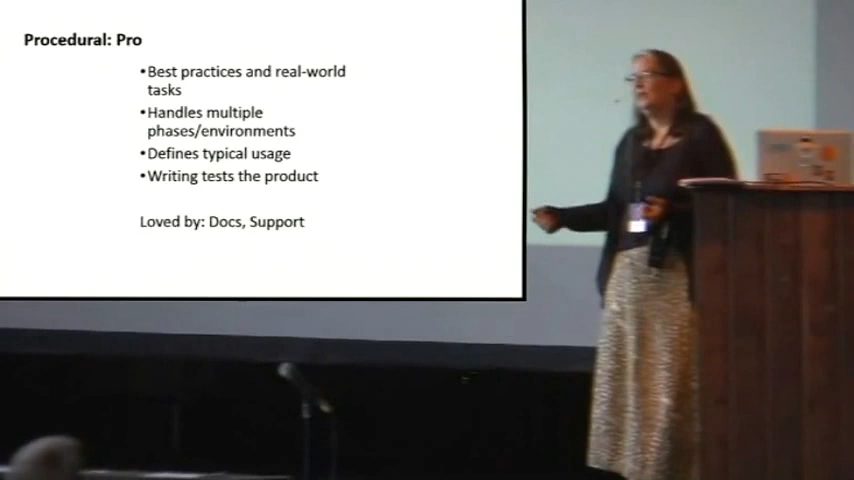 Procedural: Pro
•Best practices and real-world
tasks
•Handles multiple
phases/environments
•Defines typical usage
•Writing tests the product
Loved by: Docs, Support